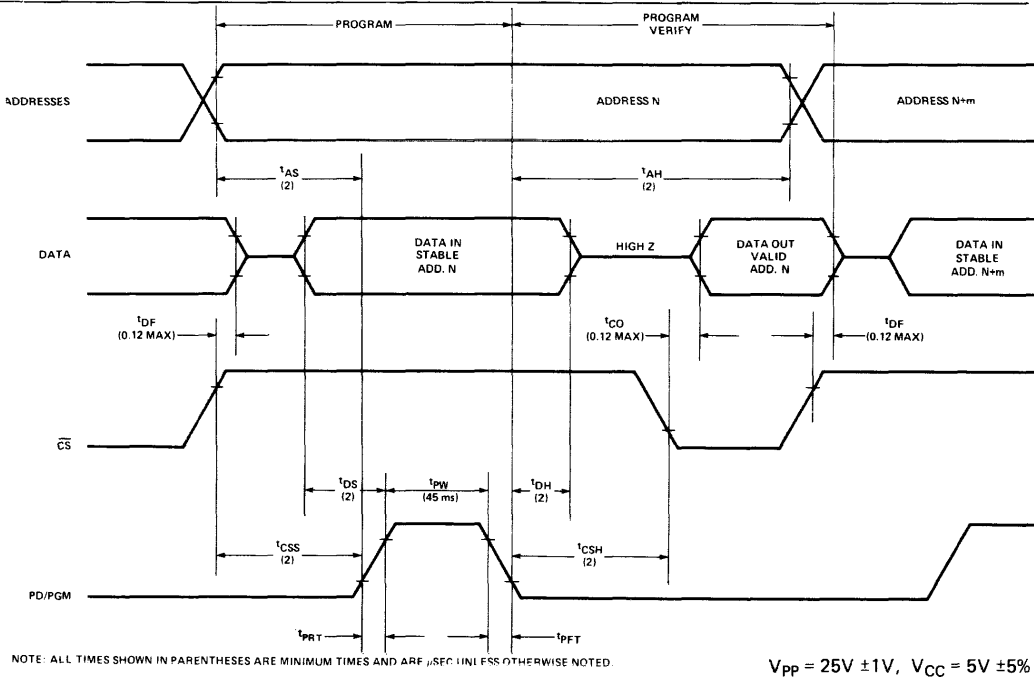 PROGRAM
PROGRAM
VERIFY
ADDRESSES
ADDRESS N
ADDRESS N+m
tAS
(2)
tAH
(2)
DATA
DATA IN
STABLE
ADD. N
HIGH Z
DATA OUT
VALID
ADD. N
DATA IN
STABLE
ADD. N+m
tDF
(0.12 MAX)
tCO
(0.12 MAX)
tDF
(0.12 MAX)
CS
tDS
(2)
tPW
(45 ms)
tDH
(2)
tCSS
(2)
tCSH
(2)
PD/PGM
tPRT
tPFT
NOTE: ALL TIMES SHOWN IN PARENTHESES ARE MINIMUM TIMES AND ARE μSEC UNLESS OTHERWISE NOTED.
VPP = 25V ±1V, VCC = 5V ±5%